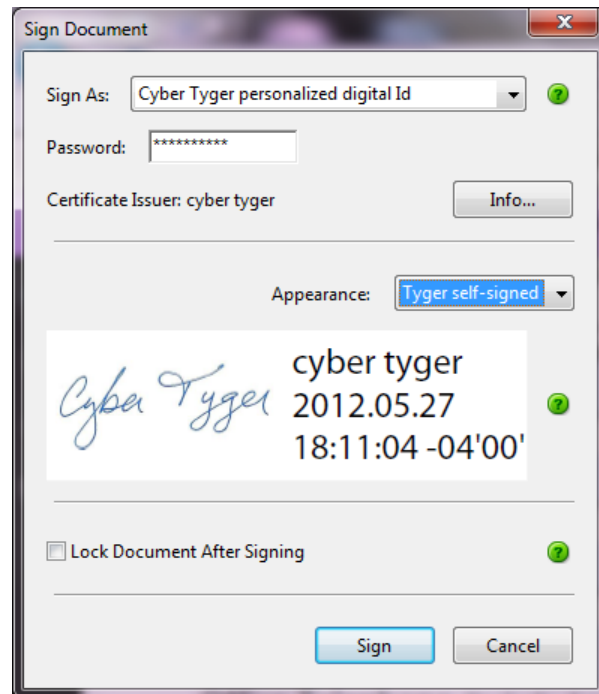 Sign Document
Sign As: Cyber Tyger personalized digital Id
Password: **********
Certificate Issuer: cyber tyger Info...
Appearance: Tyger self-signed
Cyber Tyger
cyber tyger
2012.05.27
18:11:04 -04'00'
Lock Document After Signing
Sign Cancel